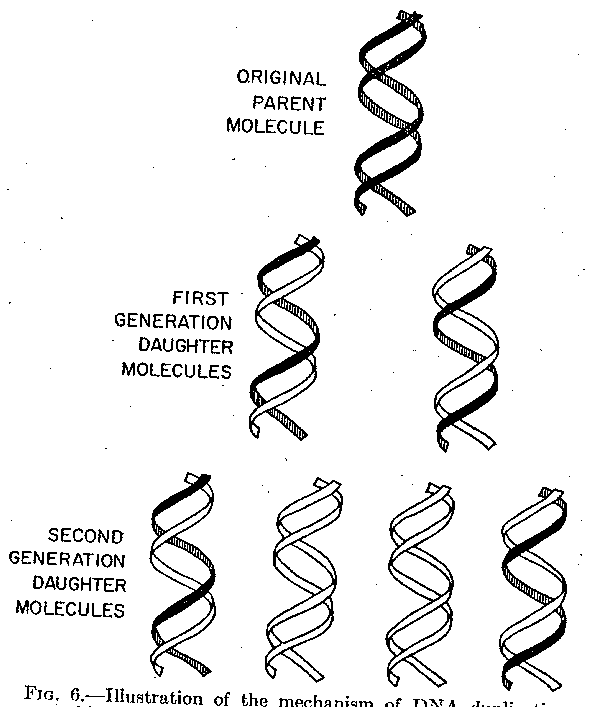 ORIGINAL
PARENT
MOLECULE
FIRST
GENERATION
DAUGHTER
MOLECULES
SECOND
GENERATION
DAUGHTER
MOLECULES
FIG. 6.—Illustration of the mechanism of DNA